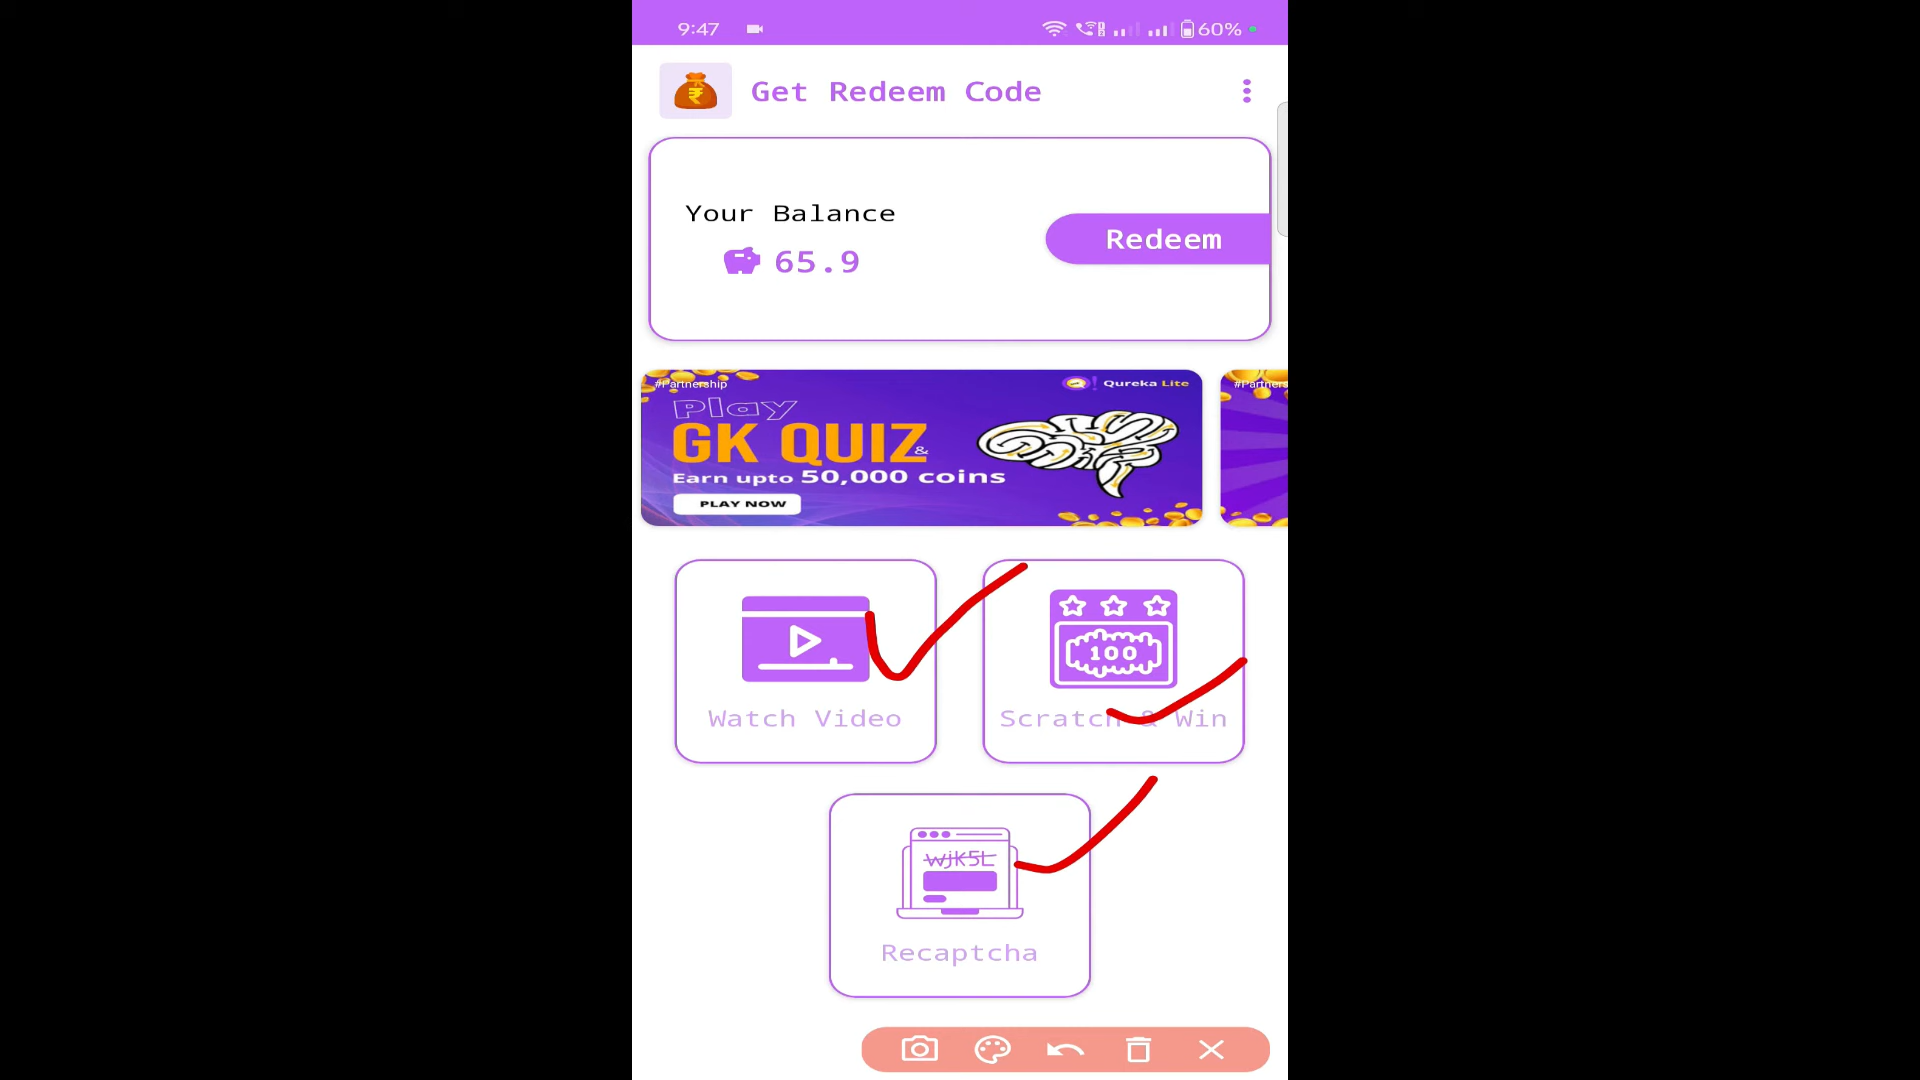 9:47
60%
Get Redeem Code
Your Balance
65.9
Redeem
#Partnership
Qureka Lite
Play
GK QUIZ &
Earn upto 50,000 coins
PLAY NOW
#Partners
100
Watch Video
Scratch & Win
wjK5L
Recaptcha